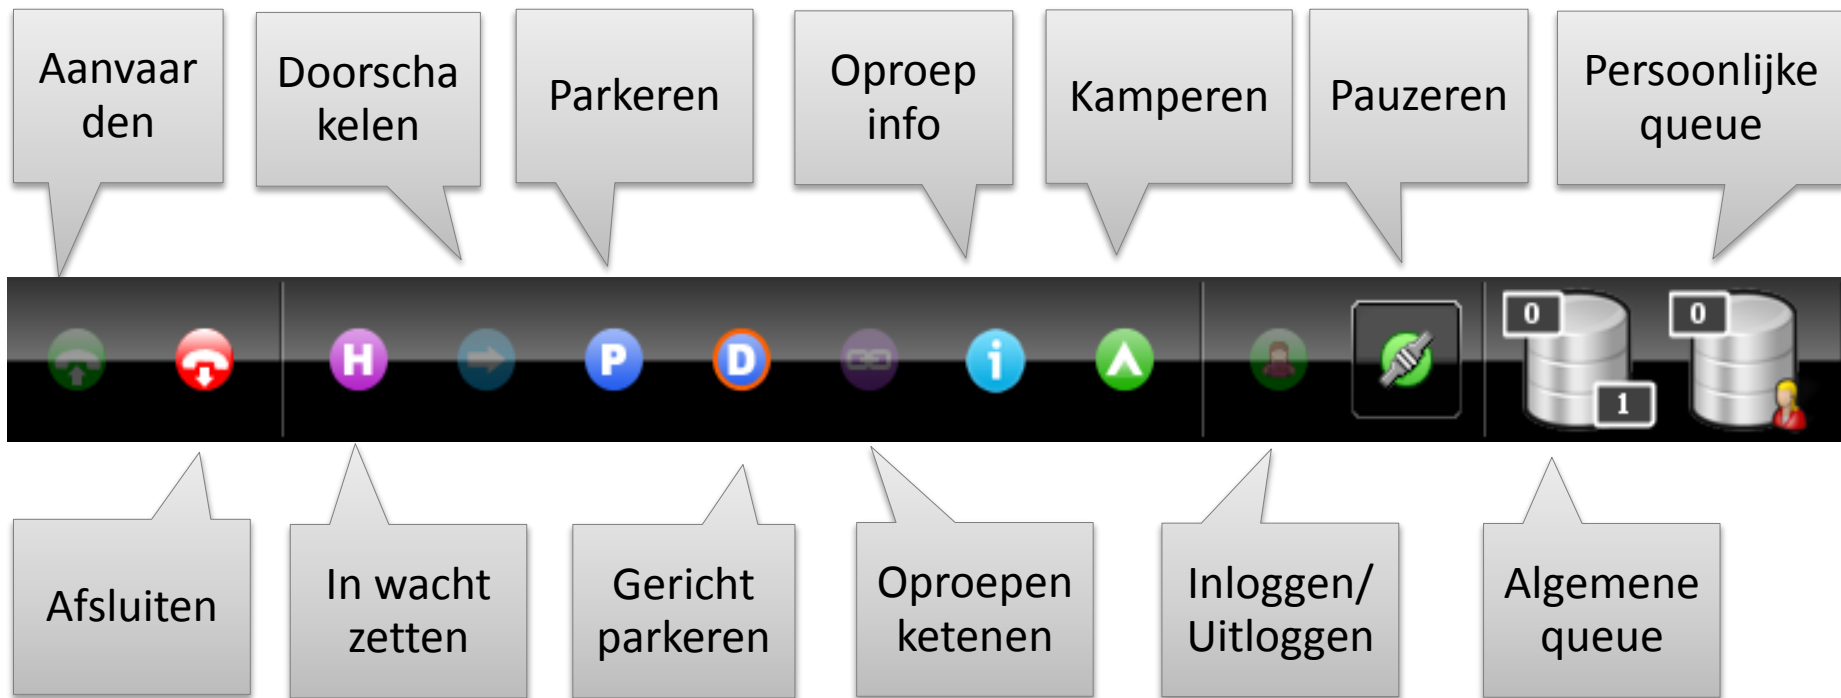 Aanvaar
den
Doorscha
kelen
Parkeren
Oproep
info
Kamperen
Pauzeren
Persoonlijke
queue
H
P
D
i
0
1
0
Afsluiten
In wacht
zetten
Gericht
parkeren
Oproepen
ketenen
Inloggen/
Uitloggen
Algemene
queue